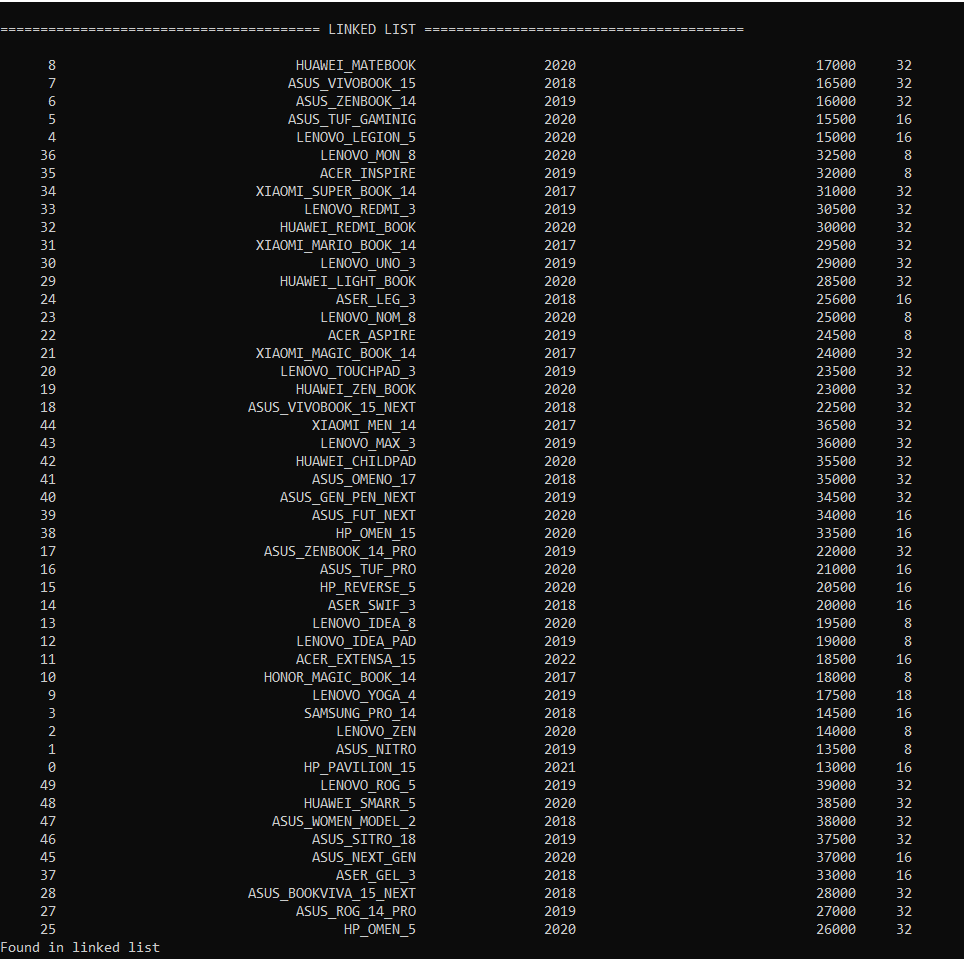 ======================================== LINKED LIST ========================================
8 HUAWEI_MATEBOOK 2020 17000 32
7 ASUS_VIVOBOOK_15 2018 16500 32
6 ASUS_ZENBOOK_14 2019 16000 32
5 ASUS_TUF_GAMINIG 2020 15500 16
4 LENOVO_LEGION_5 2020 15000 16
36 LENOVO_MON_8 2020 32500 8
35 ACER_INSPIRE 2019 32000 8
34 XIAOMI_SUPER_BOOK_14 2017 31000 32
33 LENOVO_REDMI_3 2019 30500 32
32 HUAWEI_REDMI_BOOK 2020 30000 32
31 XIAOMI_MARIO_BOOK_14 2017 29500 32
30 LENOVO_UNO_3 2019 29000 32
29 HUAWEI_LIGHT_BOOK 2020 28500 32
24 ASER_LEG_3 2018 25600 16
23 LENOVO_NOM_8 2020 25000 8
22 ACER_ASPIRE 2019 24500 8
21 XIAOMI_MAGIC_BOOK_14 2017 24000 32
20 LENOVO_TOUCHPAD_3 2019 23500 32
19 HUAWEI_ZEN_BOOK 2020 23000 32
18 ASUS_VIVOBOOK_15_NEXT 2018 22500 32
44 XIAOMI_MEN_14 2017 36500 32
43 LENOVO_MAX_3 2019 36000 32
42 HUAWEI_CHILDPAD 2020 35500 32
41 ASUS_OMENO_17 2018 35000 32
40 ASUS_GEN_PEN_NEXT 2019 34500 32
39 ASUS_FUT_NEXT 2020 34000 16
38 HP_OMEN_15 2020 33500 16
17 ASUS_ZENBOOK_14_PRO 2019 22000 32
16 ASUS_TUF_PRO 2020 21000 16
15 HP_REVERSE_5 2020 20500 16
14 ASER_SWIF_3 2018 20000 16
13 LENOVO_IDEA_8 2020 19500 8
12 LENOVO_IDEA_PAD 2019 19000 8
11 ACER_EXTENSA_15 2022 18500 16
10 HONOR_MAGIC_BOOK_14 2017 18000 8
9 LENOVO_YOGA_4 2019 17500 18
3 SAMSUNG_PRO_14 2018 14500 16
2 LENOVO_ZEN 2020 14000 8
1 ASUS_NITRO 2019 13500 8
0 HP_PAVILION_15 2021 13000 16
49 LENOVO_ROG_5 2019 39000 32
48 HUAWEI_SMARR_5 2020 38500 32
47 ASUS_WOMEN_MODEL_2 2018 38000 32
46 ASUS_SITRO_18 2019 37500 32
45 ASUS_NEXT_GEN 2020 37000 16
37 ASER_GEL_3 2018 33000 16
28 ASUS_BOOKVIVA_15_NEXT 2018 28000 32
27 ASUS_ROG_14_PRO 2019 27000 32
25 HP_OMEN_5 2020 26000 32
Found in linked list